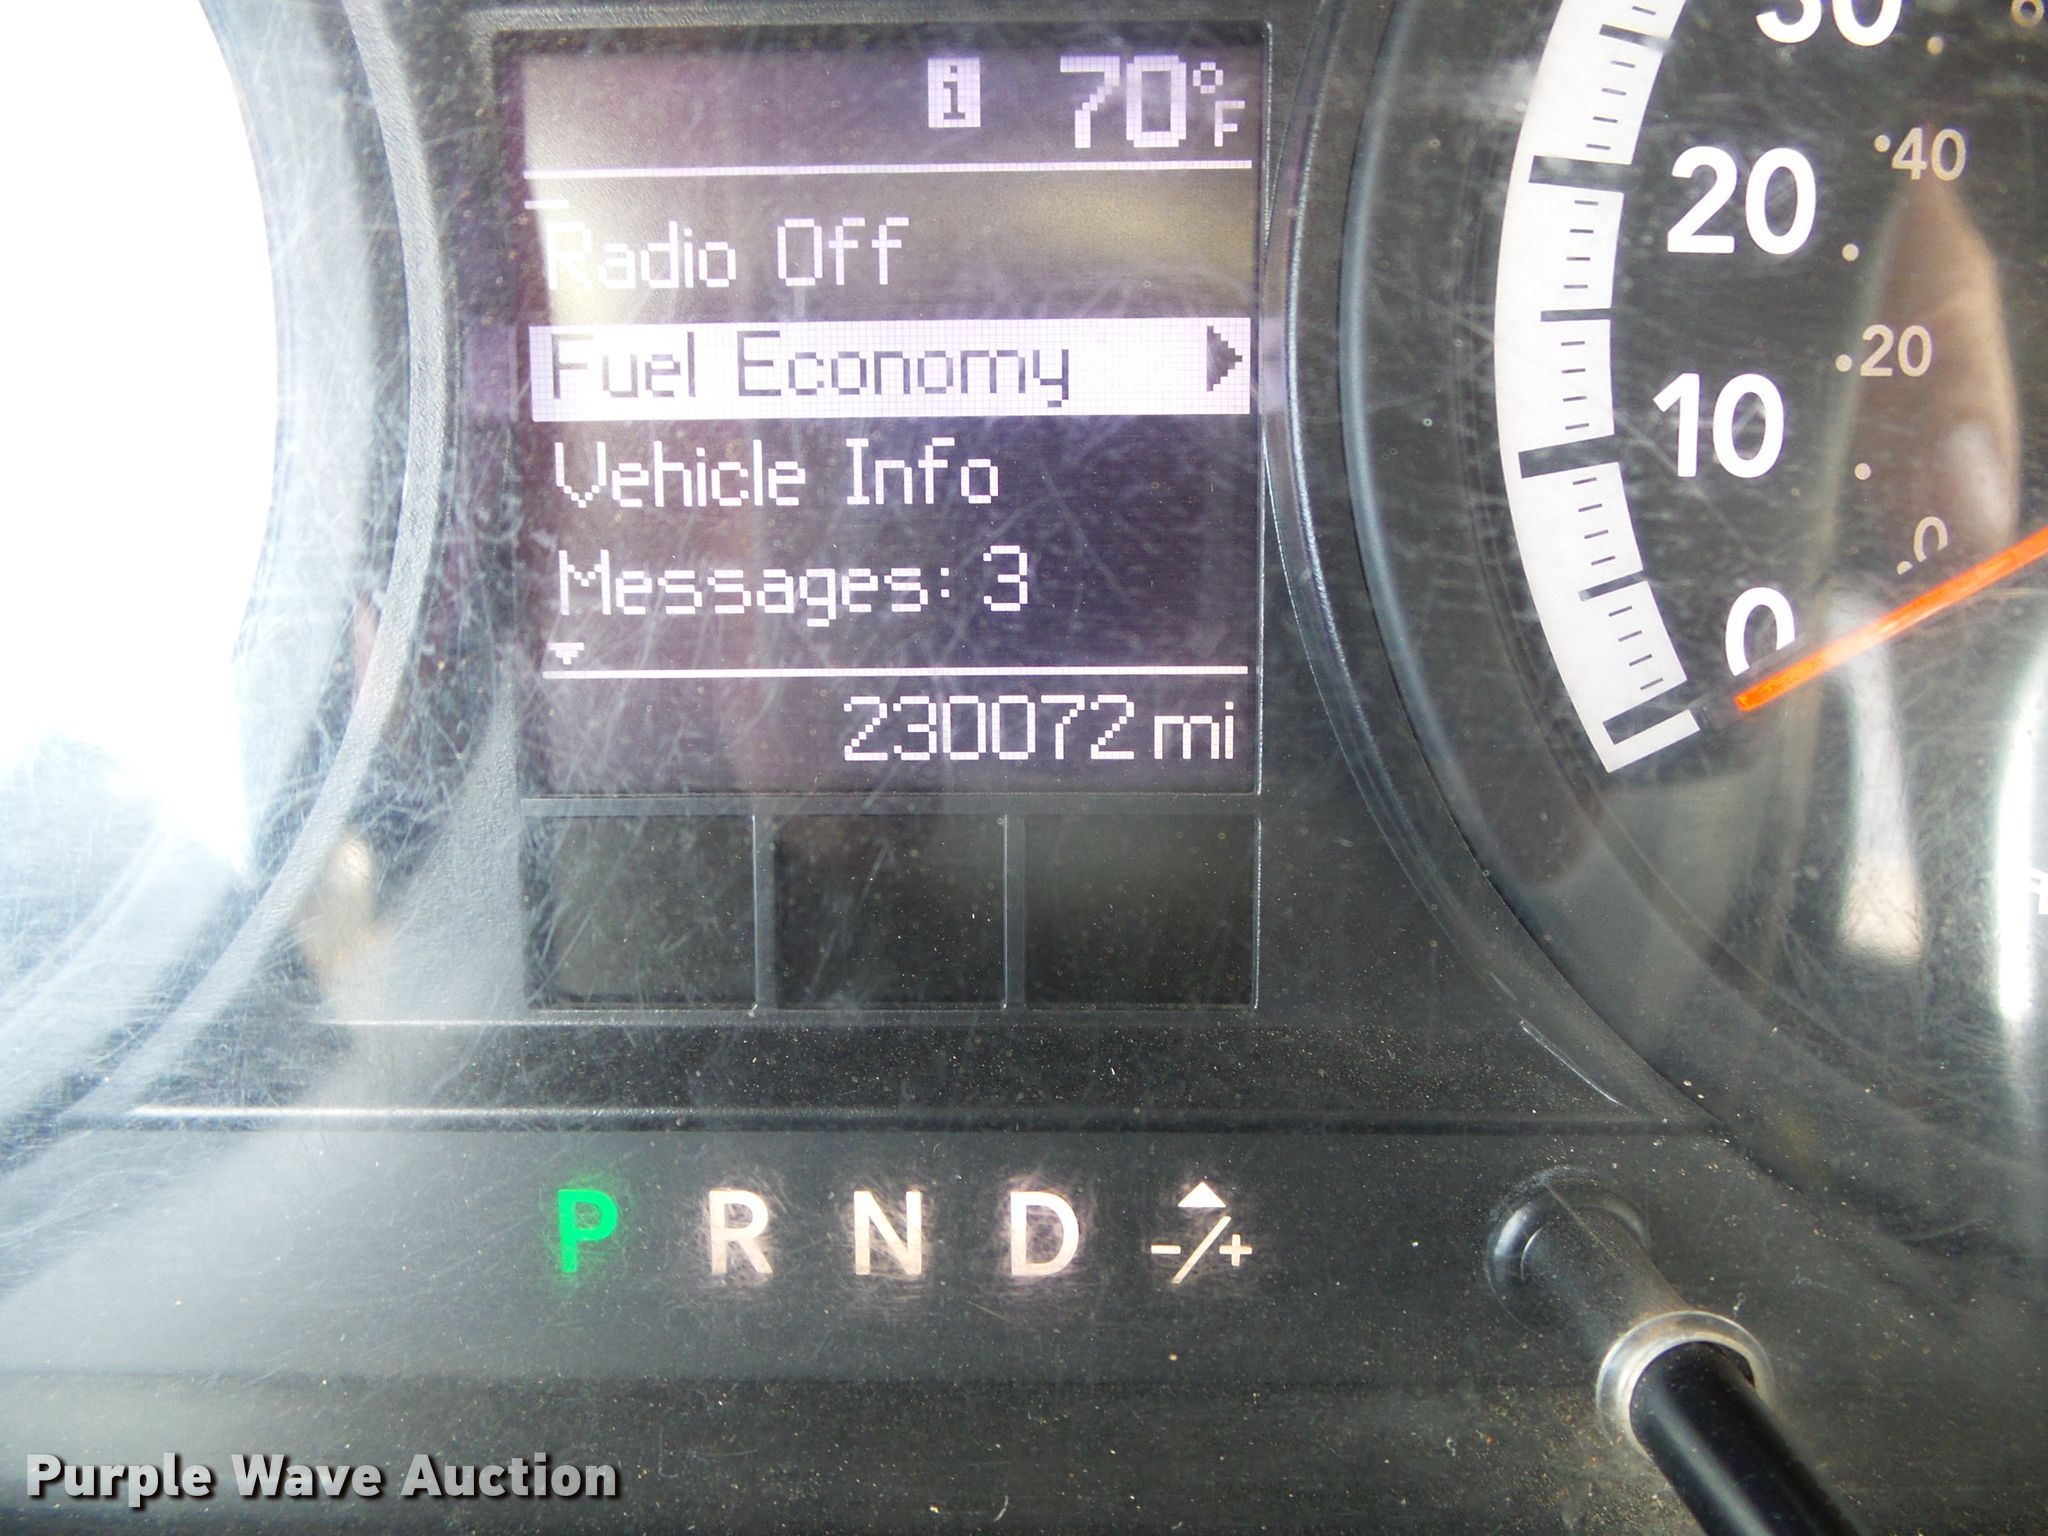 i 70°F
Radio Off
Fuel Economy
Vehicle Info
Messages: 3
230072 mi
20
10
0
40
20
0
P R N D -/+
Purple Wave Auction